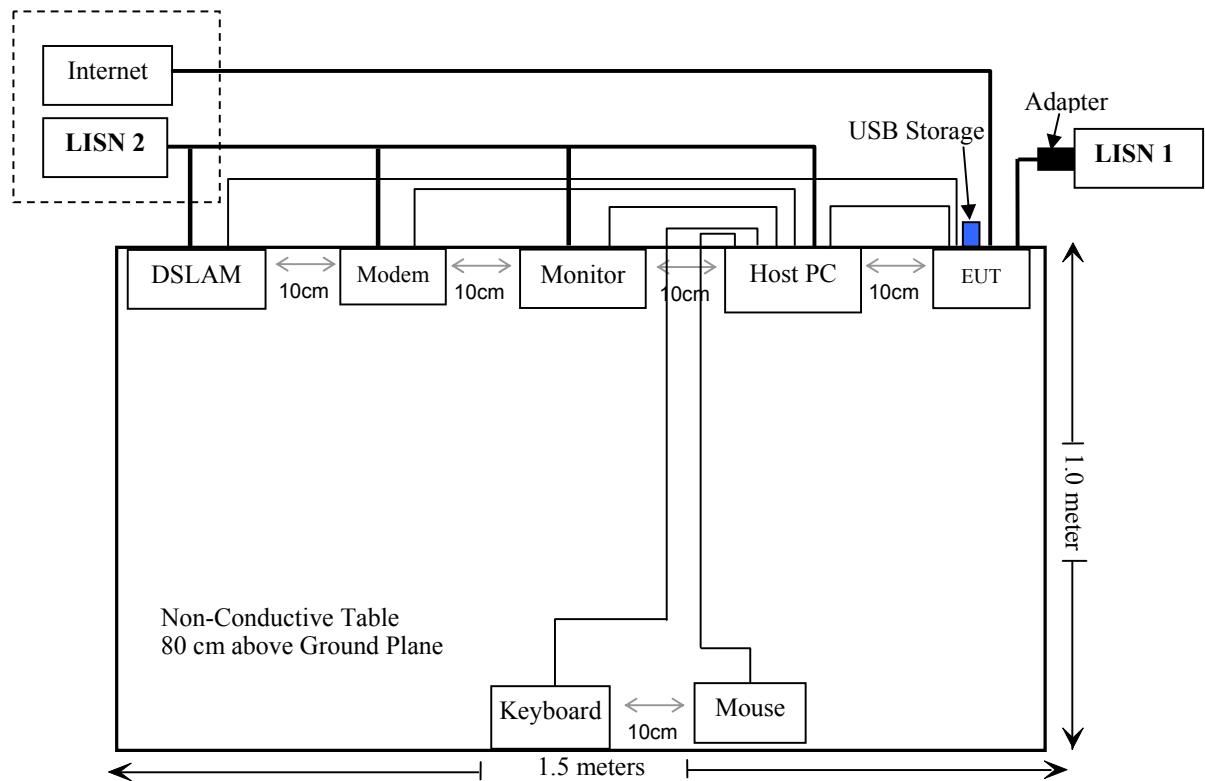 Internet
LISN 2
Adapter
USB Storage
LISN 1
DSLAM
10cm
Modem
10cm
Monitor
10cm
Host PC
10cm
EUT
1.0 meter
Non-Conductive Table
80 cm above Ground Plane
Keyboard
10cm
Mouse
1.5 meters